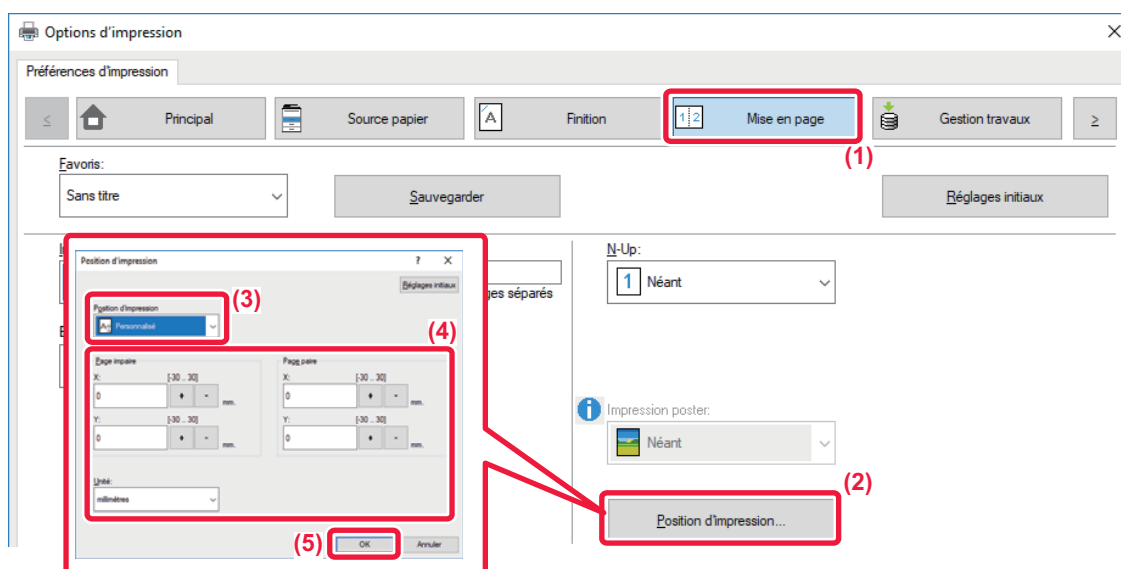 Options d'impression
Préférences d'impression
< Principal Source papier A Finition 1 2 Mise en page Gestion travaux >
(1)
Favoris:
Sans titre Sauvegarder Réglages initiaux
N-Up:
1 Néant
ges séparés
Position d'impression ? X
Réglages initiaux
Position d'impression (3)
Personnalisé
(4)
Page impaire Page paire
X: [-30 .. 30] X: [-30 .. 30]
0 + - mm. 0 + - mm.
Y: [-30 .. 30] Y: [-30 .. 30]
0 + - mm. 0 + - mm.
Unité:
millimètres
(5) OK Annuler
Impression poster:
Néant
(2)
Position d'impression...